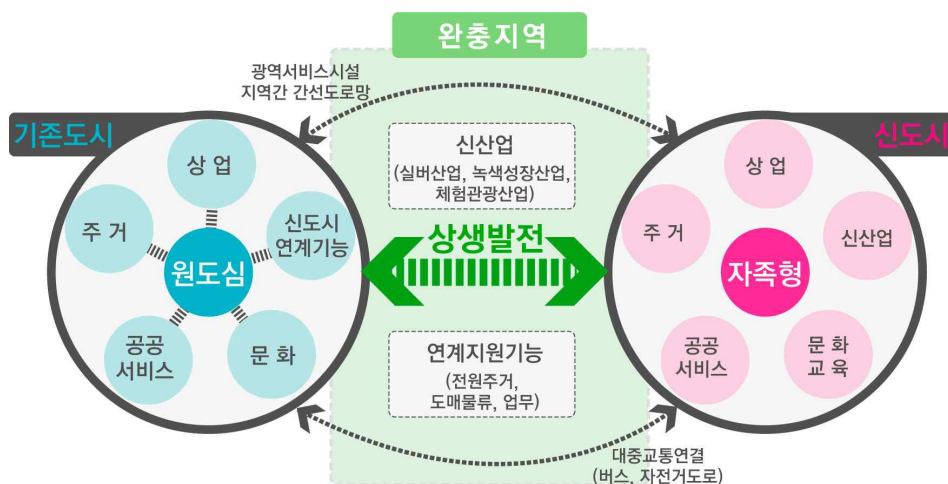 완충지역
광역서비스시설
지역간 간선도로망
기존도시
신도시
상 업
주 거
신도시
연계기능
원도심
공공
서비스
문 화
신산업
(실버산업, 녹색성장산업,
체험관광산업)
상생발전
연계지원기능
(전원주거,
도매물류, 업무)
상 업
주 거
신산업
자족형
공공
서비스
문 화
교 육
대중교통연결
(버스, 자전거도로)